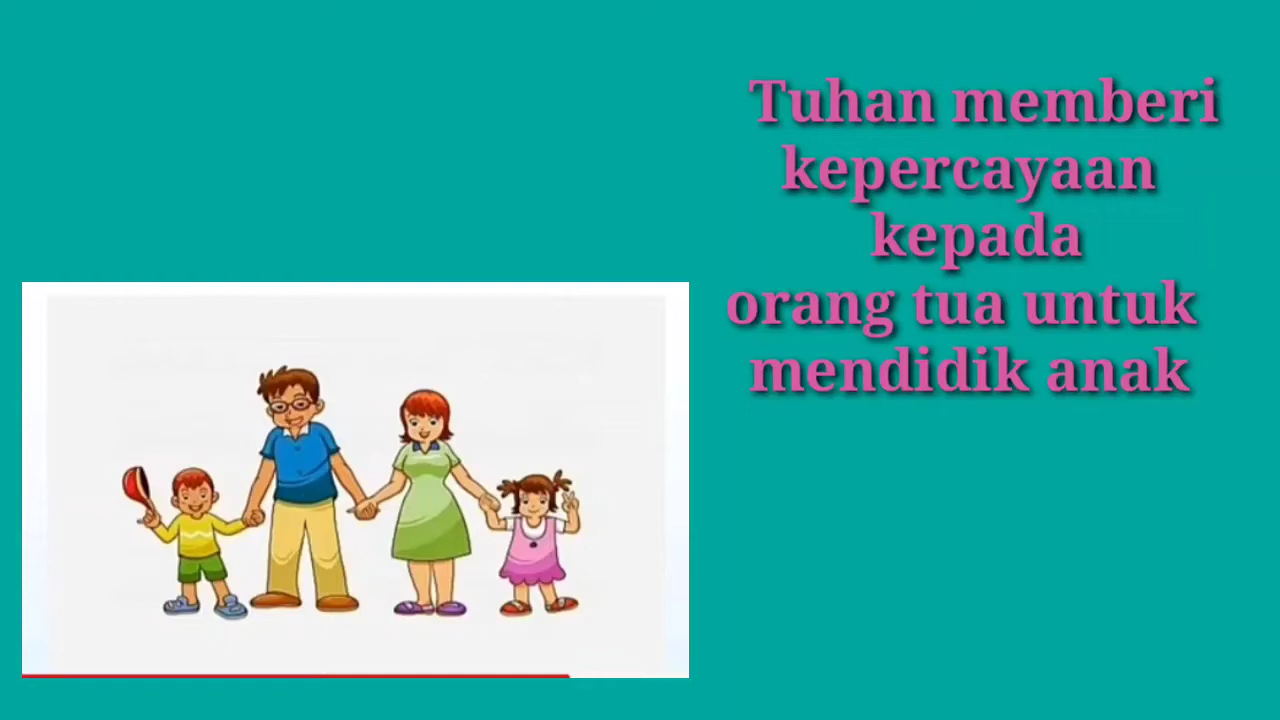 Tuhan memberi
kepercayaan
kepada
orang tua untuk
mendidik anak